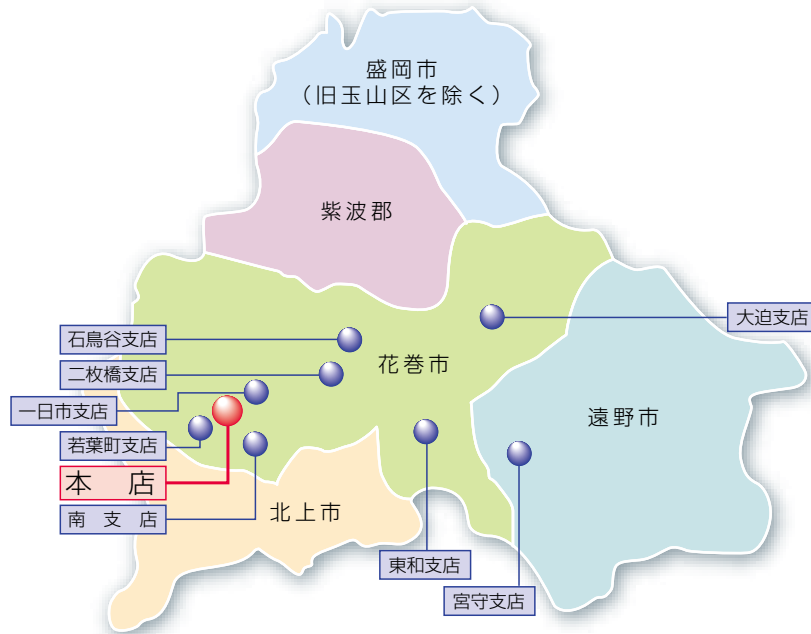 盛岡市
（旧玉山区を除く）
紫波郡
大迫支店
石鳥谷支店
花巻市
二枚橋支店
一日市支店
遠野市
若葉町支店
本　店
北上市
南　支　店
東和支店
宮守支店